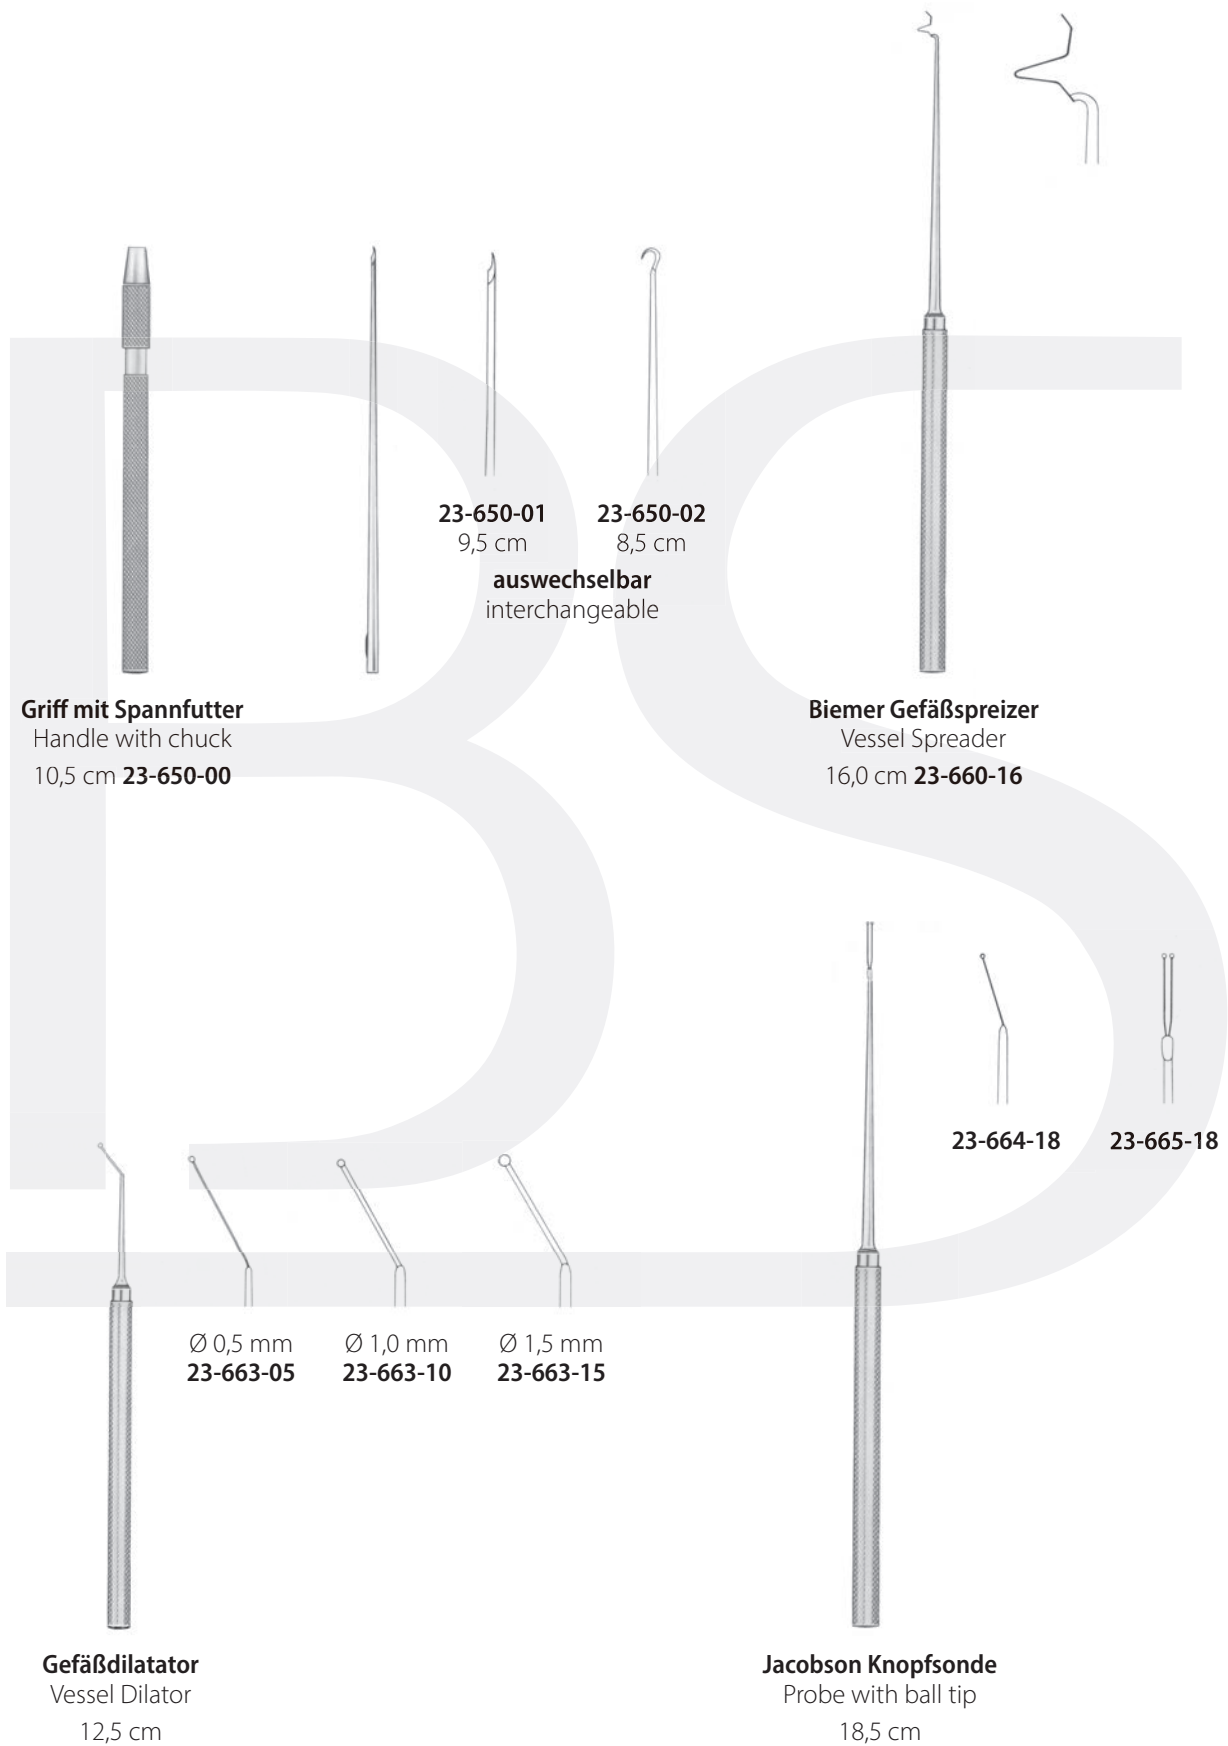 23-650-01
9,5 cm
23-650-02
8,5 cm
auswechselbar
interchangeable
Griff mit Spannfutter
Handle with chuck
10,5 cm 23-650-00
Biemer Gefäßspreizer
Vessel Spreader
16,0 cm 23-660-16
23-664-18
23-665-18
Ø 0,5 mm
23-663-05
Ø 1,0 mm
23-663-10
Ø 1,5 mm
23-663-15
Gefäßdilatator
Vessel Dilator
12,5 cm
Jacobson Knopfsonde
Probe with ball tip
18,5 cm
BS